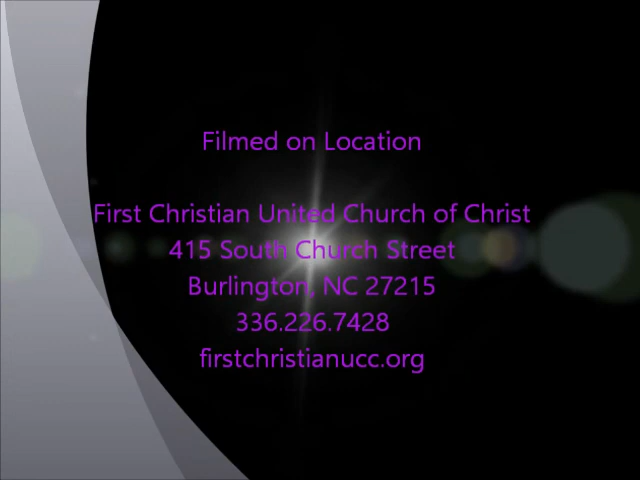 Filmed on Location
First Christian United Church of Christ
415 South Church Street
Burlington, NC 27215
336.226.7428
firstchristianucc.org